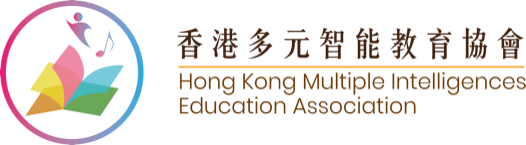 香港多元智能教育協會
Hong Kong Multiple Intelligences
Education Association